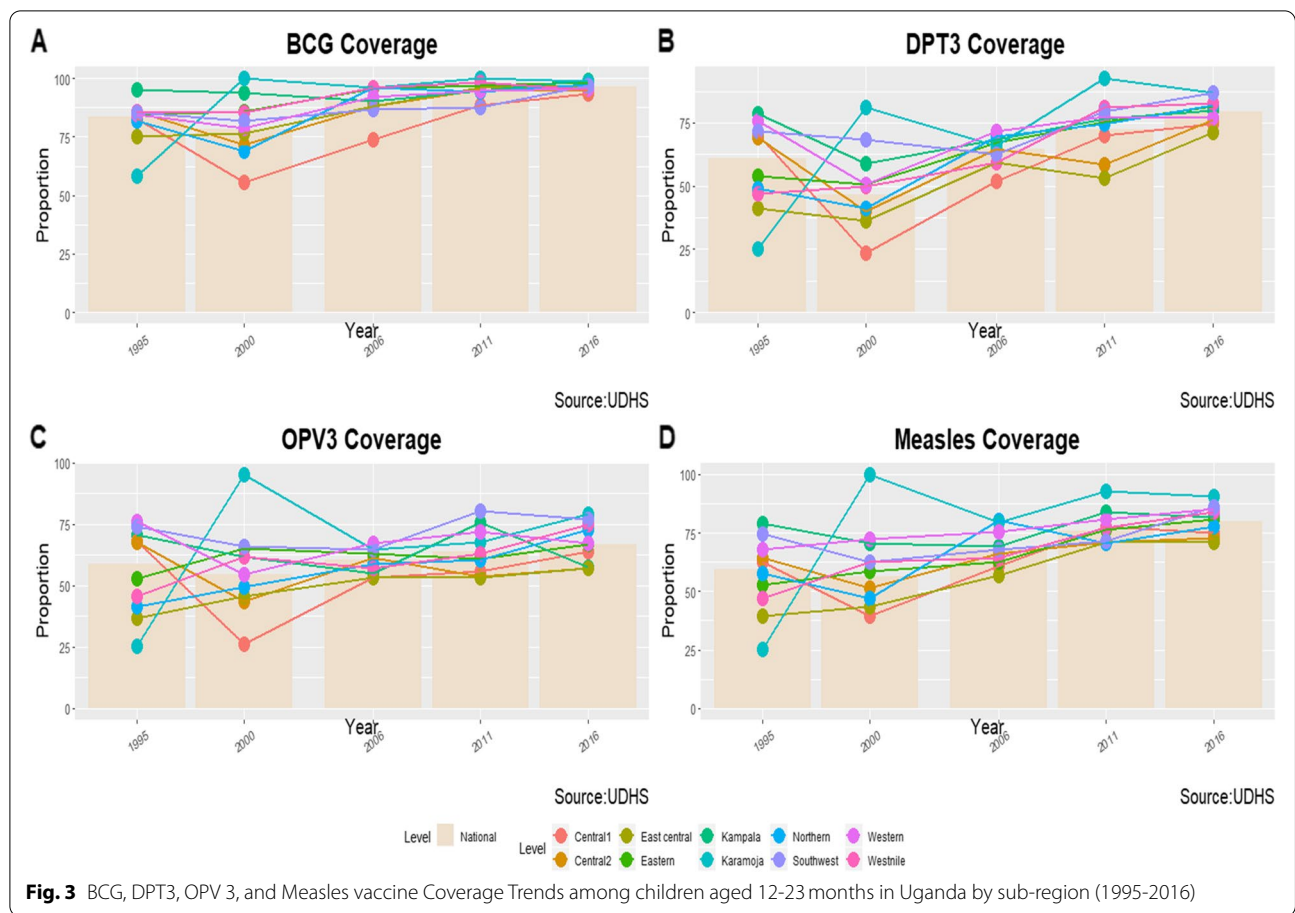 A
BCG Coverage
100
75
50
25
0
Proportion
1995
2000
2006
2011
2016
Year
Source:UDHS
B
DPT3 Coverage
75
50
25
0
Proportion
1995
2000
2006
2011
2016
Year
Source:UDHS
C
OPV3 Coverage
100
75
50
25
0
Proportion
1995
2000
2006
2011
2016
Year
Source:UDHS
D
Measles Coverage
100
75
50
25
0
Proportion
1995
2000
2006
2011
2016
Year
Source:UDHS
Level National
Level
Central1 East central Kampala Northern Western
Central2 Eastern Karamoja Southwest Westnile
Fig. 3 BCG, DPT3, OPV 3, and Measles vaccine Coverage Trends among children aged 12-23 months in Uganda by sub-region (1995-2016)